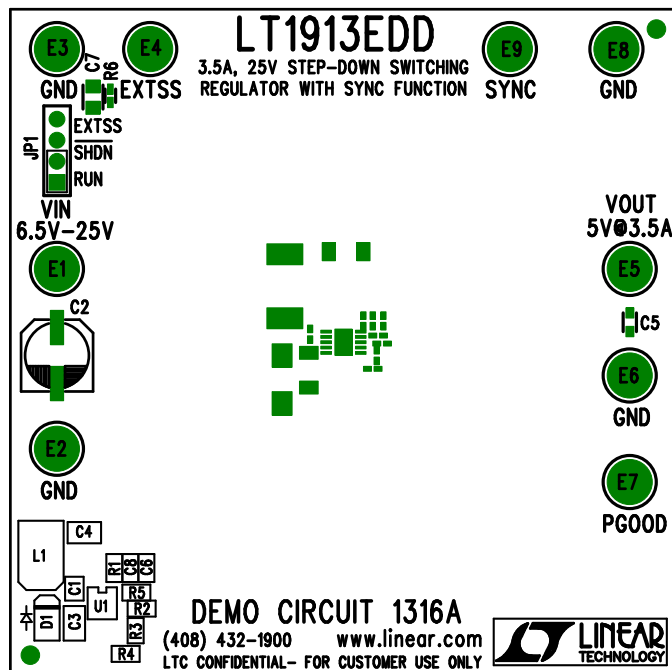 E3
E4
LT1913EDD
E9
E8
C7
R6
3.5A, 25V STEP-DOWN SWITCHING
REGULATOR WITH SYNC FUNCTION
GND
EXTSS
SYNC
GND
JP1
EXTSS
SHDN
RUN
VIN
6.5V-25V
VOUT
5V@3.5A
E1
E5
C2
C5
E6
GND
E2
GND
E7
PGOOD
C4
L1
R1
C8
C6
C1
U1
R5
R2
D1
C3
R3
R4
DEMO CIRCUIT 1316A
(408) 432-1900 www.linear.com
LTC CONFIDENTIAL- FOR CUSTOMER USE ONLY
LINEAR
TECHNOLOGY